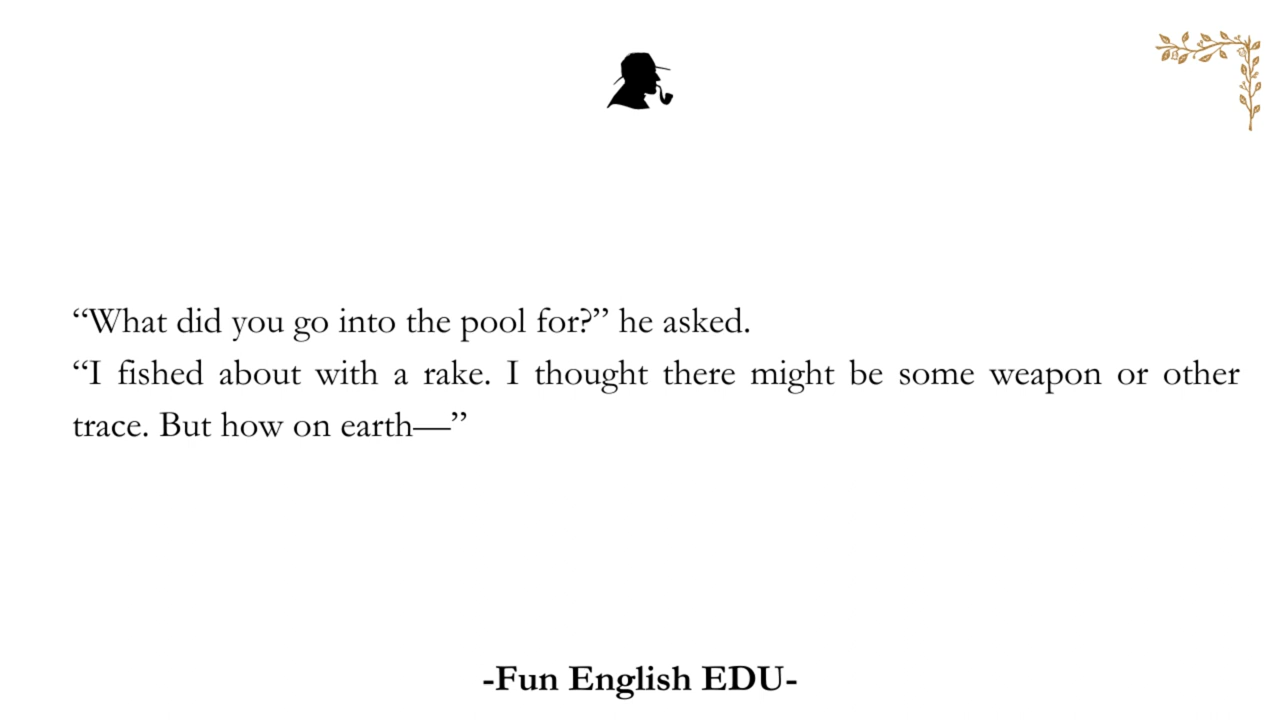 “What did you go into the pool for?” he asked.
“I fished about with a rake. I thought there might be some weapon or other
trace. But how on earth—”
-Fun English EDU-